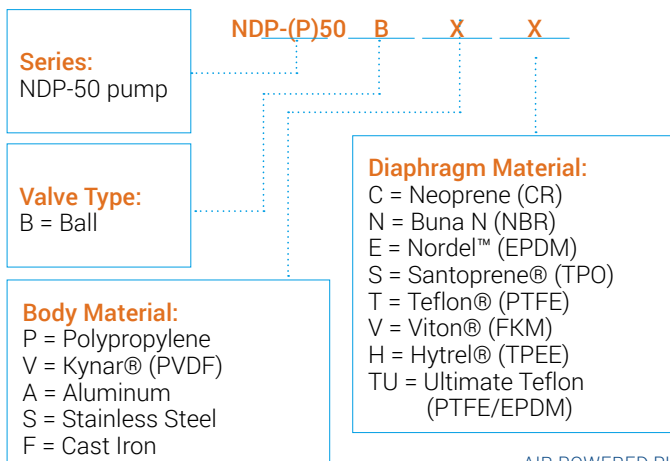 NDP-(P)50 B X X
Series:
NDP-50 pump
Valve Type:
B = Ball
Body Material:
P = Polypropylene
V = Kynar® (PVDF)
A = Aluminum
S = Stainless Steel
F = Cast Iron
Diaphragm Material:
C = Neoprene (CR)
N = Buna N (NBR)
E = Nordel™ (EPDM)
S = Santoprene® (TPO)
T = Teflon® (PTFE)
V = Viton® (FKM)
H = Hytrel® (TPEE)
TU = Ultimate Teflon
(PTFE/EPDM)